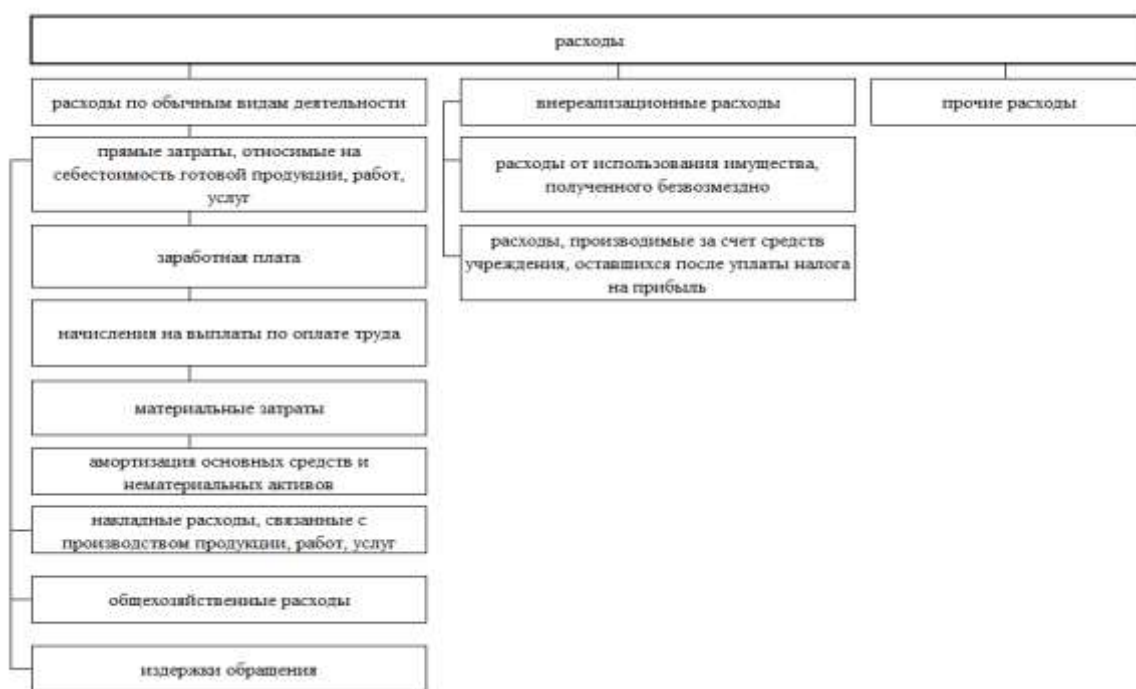 расходы
расходы по обычным видам деятельности
внереализационные расходы
прочие расходы
прямые затраты, относимые на
себестоимость готовой продукции, работ,
услуг
расходы от использования имущества,
полученного безвозмездно
заработная плата
расходы, производимые за счет средств
учреждения, оставшихся после уплаты налога
на прибыль
начисления на выплаты по оплате труда
материальные затраты
амортизация основных средств и
нематериальных активов
накладные расходы, связанные с
производством продукции, работ, услуг
общехозяйственные расходы
издержки обращения